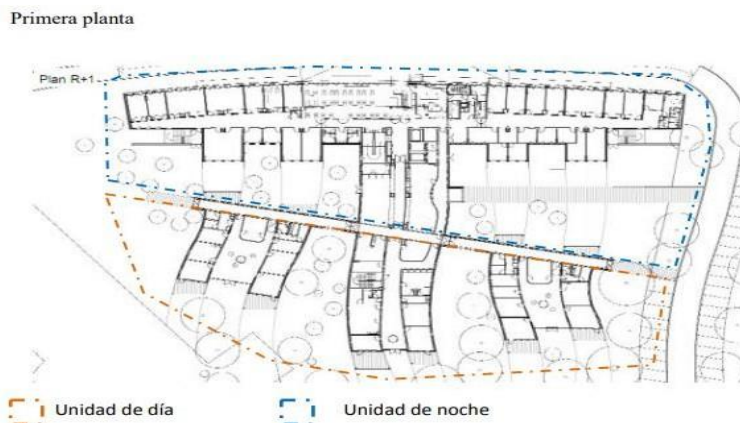 Primera planta
Plan R+1
Unidad de día
Unidad de noche